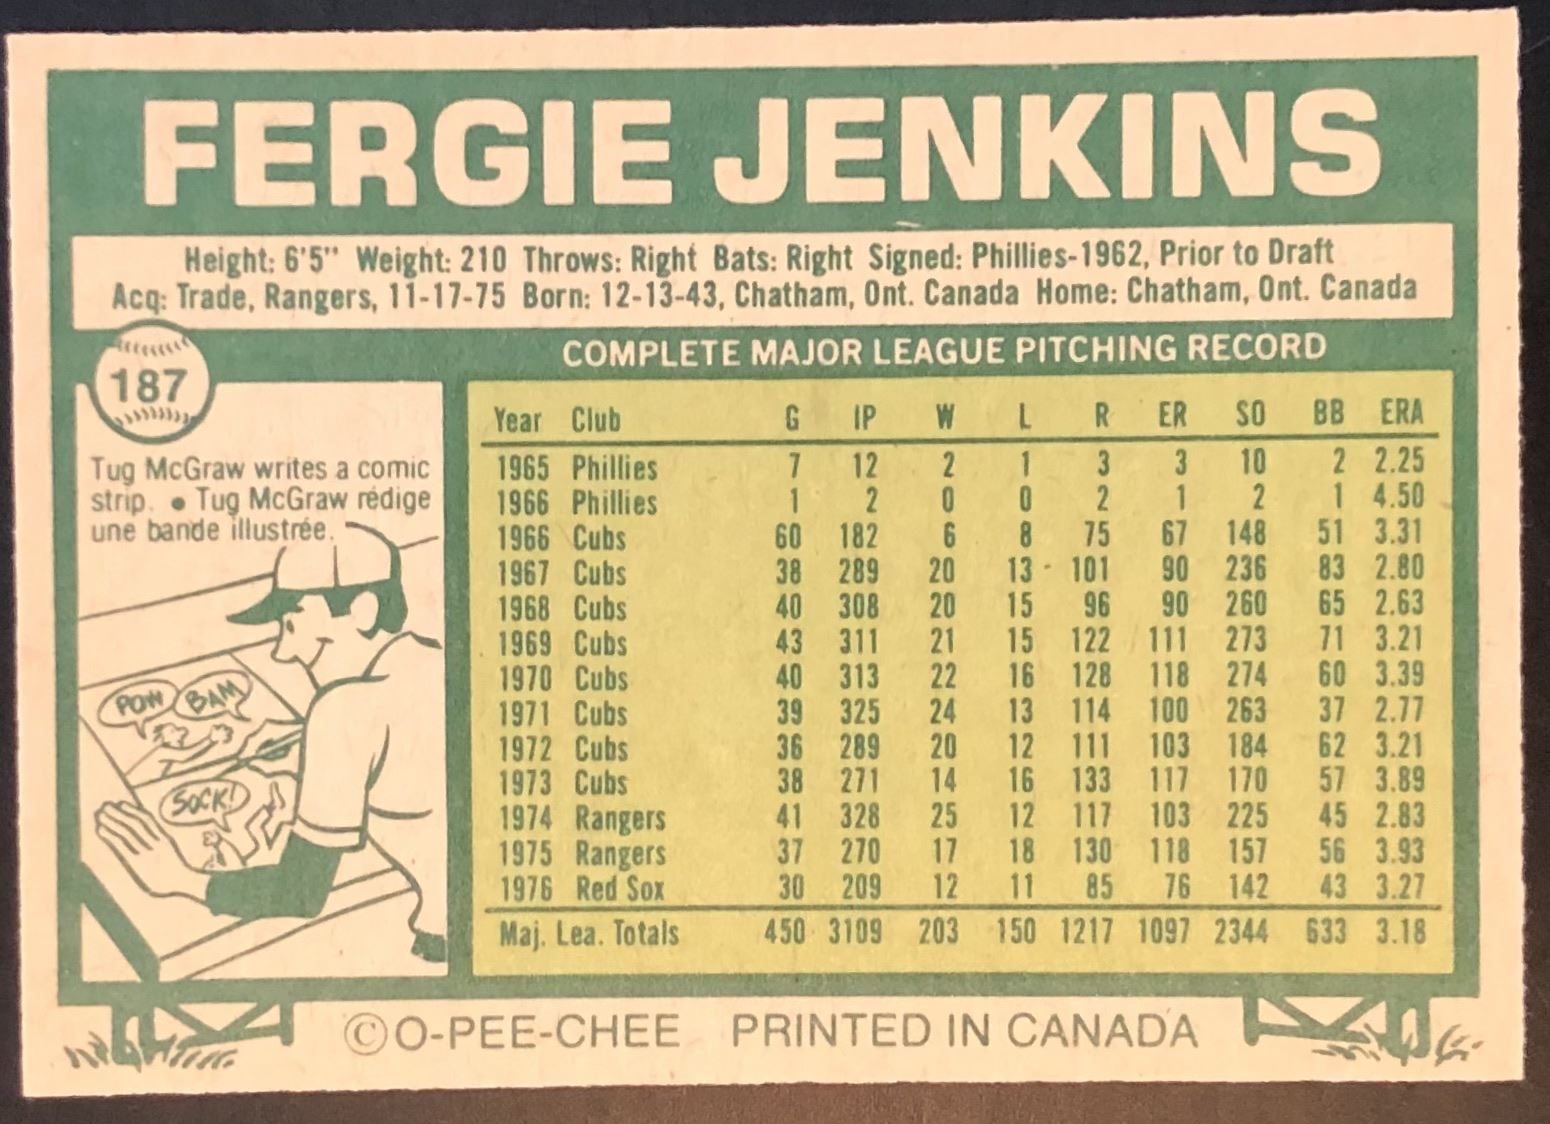 FERGIE JENKINS
Height: 6'5" Weight: 210 Throws: Right Bats: Right Signed: Phillies-1962, Prior to Draft
Acq: Trade, Rangers, 11-17-75 Born: 12-13-43, Chatham, Ont. Canada Home: Chatham, Ont. Canada
187
COMPLETE MAJOR LEAGUE PITCHING RECORD
Tug McGraw writes a comic
strip. • Tug McGraw rédige
une bande illustrée.
POW BAM
SOCK!
Year Club G IP W L R ER SO BB ERA
1965 Phillies 7 12 2 1 3 3 10 2 2.25
1966 Phillies 1 2 0 0 2 1 2 1 4.50
1966 Cubs 60 182 6 8 75 67 148 51 3.31
1967 Cubs 38 289 20 13 101 90 236 83 2.80
1968 Cubs 40 308 20 15 96 90 260 65 2.63
1969 Cubs 43 311 21 15 122 111 273 71 3.21
1970 Cubs 40 313 22 16 128 118 274 60 3.39
1971 Cubs 39 325 24 13 114 100 263 37 2.77
1972 Cubs 36 289 20 12 111 103 184 62 3.21
1973 Cubs 38 271 14 16 133 117 170 57 3.89
1974 Rangers 41 328 25 12 117 103 225 45 2.83
1975 Rangers 37 270 17 18 130 118 157 56 3.93
1976 Red Sox 30 209 12 11 85 76 142 43 3.27
Maj. Lea. Totals 450 3109 203 150 1217 1097 2344 633 3.18
©O-PEE-CHEE PRINTED IN CANADA